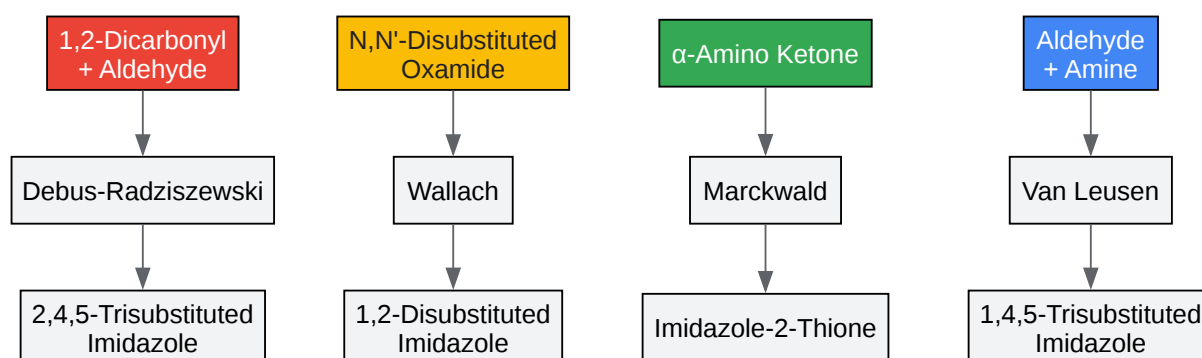 1,2-Dicarbonyl
+ Aldehyde
N,N'-Disubstituted
Oxamide
α-Amino Ketone
Aldehyde
+ Amine
Debus-Radziszewski
Wallach
Marckwald
Van Leusen
2,4,5-Trisubstituted
Imidazole
1,2-Disubstituted
Imidazole
Imidazole-2-Thione
1,4,5-Trisubstituted
Imidazole